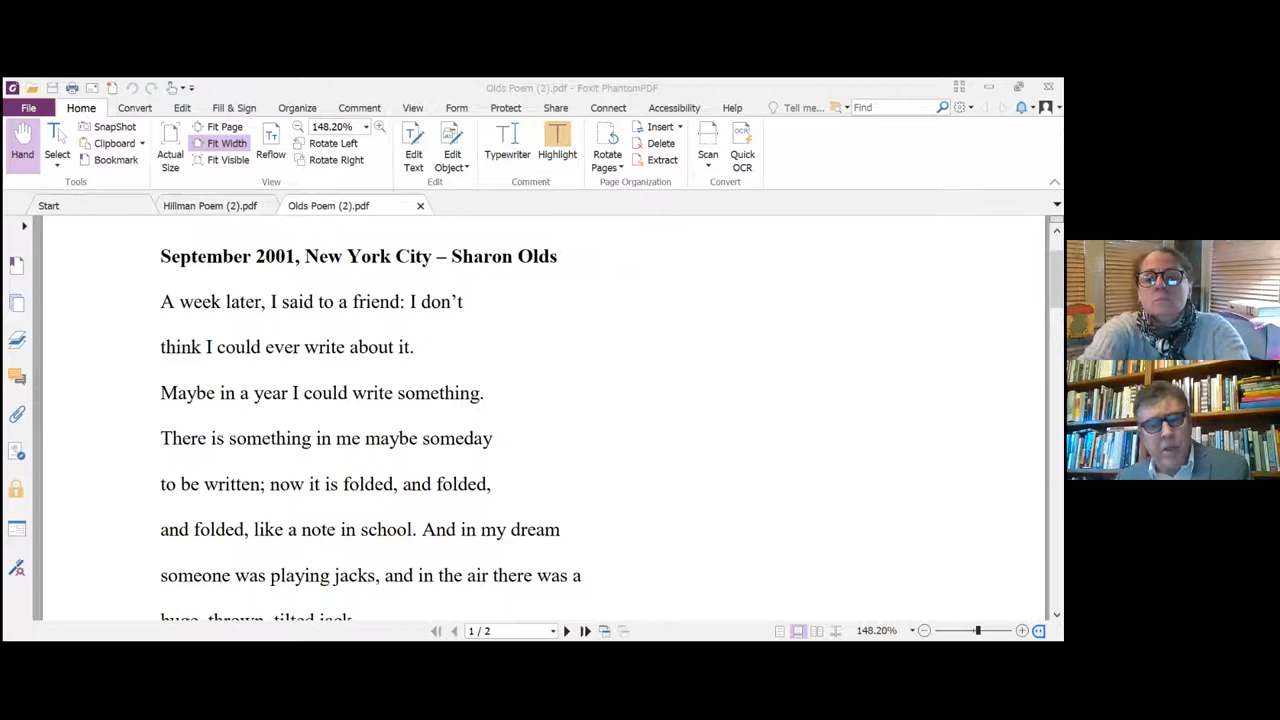 Olds Poem (2).pdf - Foxit PhantomPDF
File Home Convert Edit Fill & Sign Organize Comment View Form Protect Share Connect Accessibility Help Tell me... Find
Hand
Select
SnapShot
Clipboard
Bookmark
Tools
Actual Size
Fit Page
Fit Width
Fit Visible
Reflow
148.20%
Rotate Left
Rotate Right
View
Edit Text
Edit Object
Edit
Typewriter
Highlight
Comment
Rotate Pages
Insert
Delete
Extract
Page Organization
Scan
Quick OCR
Convert
Start Hillman Poem (2).pdf Olds Poem (2).pdf
September 2001, New York City – Sharon Olds
A week later, I said to a friend: I don’t
think I could ever write about it.
Maybe in a year I could write something.
There is something in me maybe someday
to be written; now it is folded, and folded,
and folded, like a note in school. And in my dream
someone was playing jacks, and in the air there was a
huge, thrown, tilted jack
1 / 2 148.20%